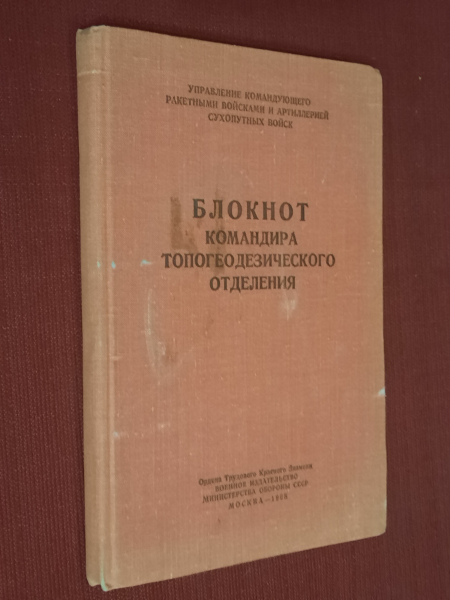 УПРАВЛЕНИЕ КОМАНДУЮЩЕГО
РАКЕТНЫМИ ВОЙСКАМИ И АРТИЛЛЕРИЕЙ
СУХОПУТНЫХ ВОЙСК
БЛОКНОТ
КОМАНДИРА
ТОПОГЕОДЕЗИЧЕСКОГО
ОТДЕЛЕНИЯ
Ордена Трудового Красного Знамени
ВОЕННОЕ ИЗДАТЕЛЬСТВО
МИНИСТЕРСТВА ОБОРОНЫ СССР
МОСКВА—1968